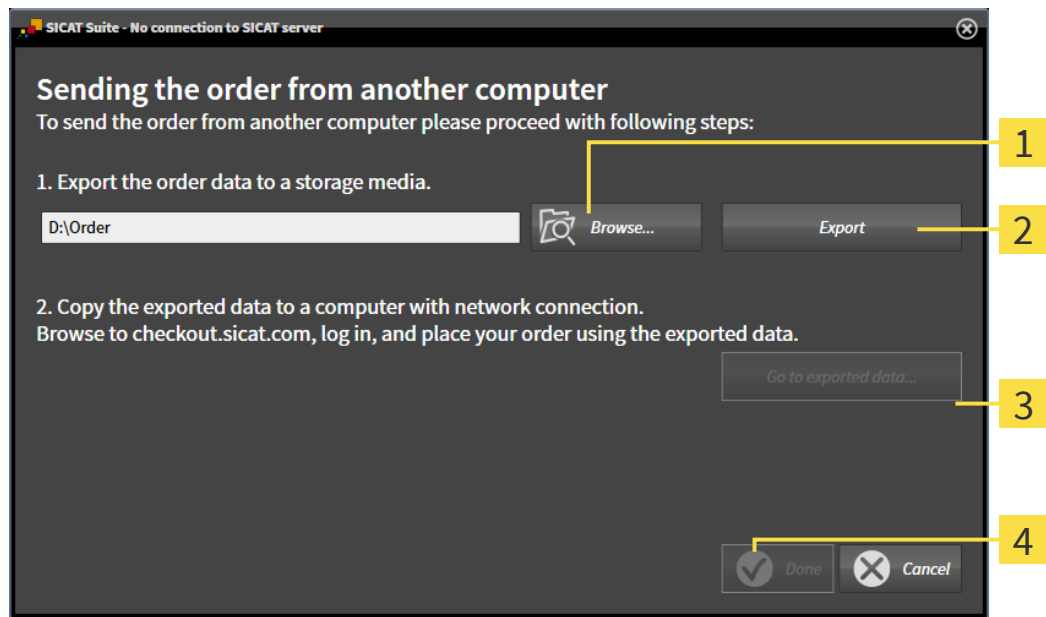 SICAT Suite - No connection to SICAT server
Sending the order from another computer
To send the order from another computer please proceed with following steps:
1
1. Export the order data to a storage media.
D:\Order
Browse...
Export
2
2. Copy the exported data to a computer with network connection.
Browse to checkout.sicat.com, log in, and place your order using the exported data.
Go to exported data...
3
4
Done
Cancel